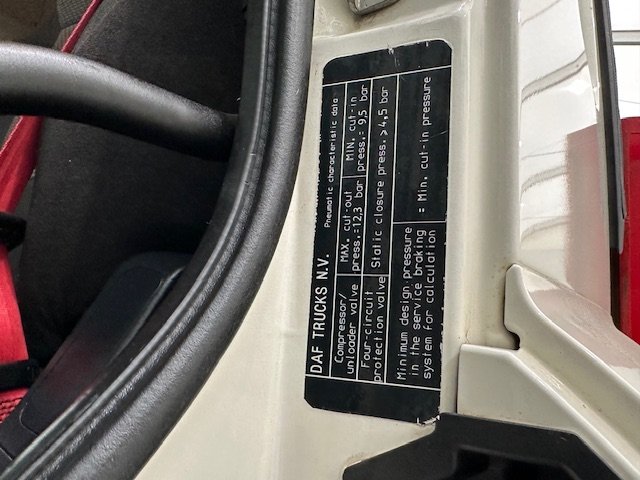 DAF TRUCKS N.V. Pneumatic characteristic data
Compressor/ MAX. cut-out MIN. cut-in
unloader valve press.=12,3 bar press.= 9,5 bar
Four-circuit
protection valve Static closure press. > 4,5 bar
Minimum design-pressure
in the service braking = Min. cut-in pressure
system for calculation